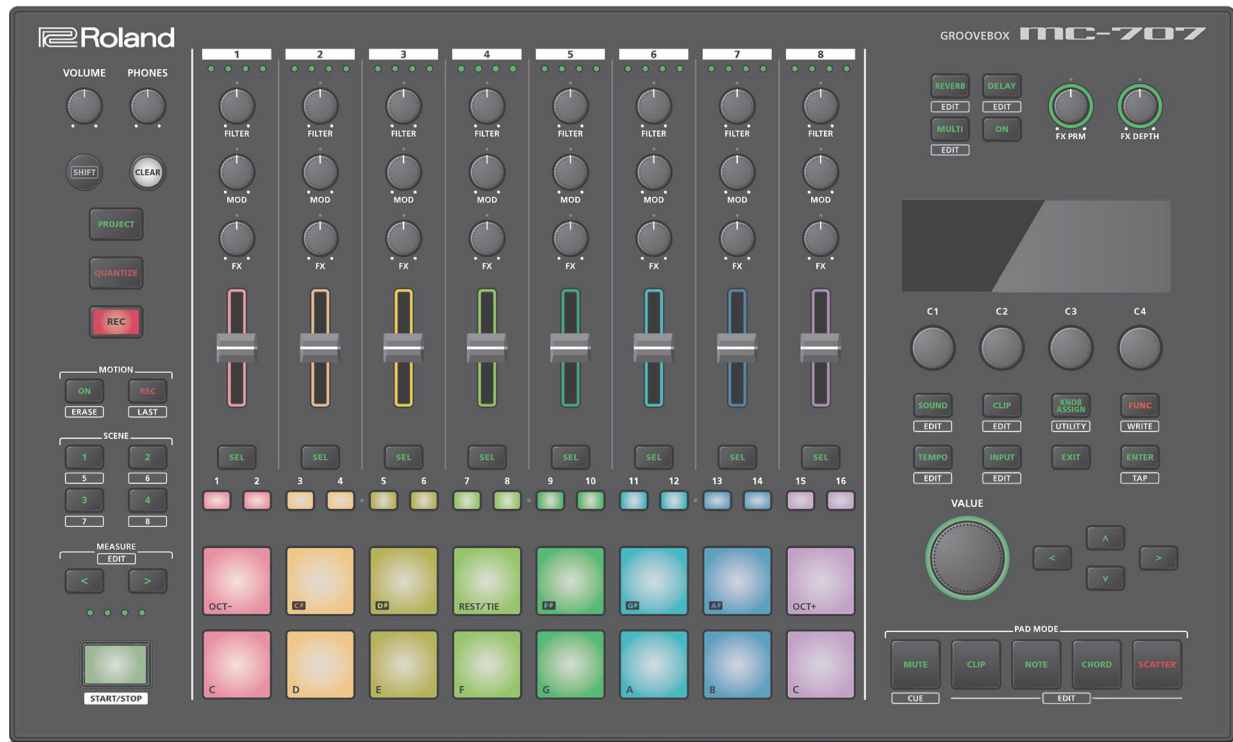 Roland
GROOVEBOX MC-707
VOLUME PHONES
SHIFT CLEAR
PROJECT
QUANTIZE
REC
MOTION
ON REC
ERASE LAST
SCENE
1 2
5 6
3 4
7 8
MEASURE
EDIT
< >
START/STOP
1 2 3 4 5 6 7 8
FILTER FILTER FILTER FILTER FILTER FILTER FILTER FILTER
MOD MOD MOD MOD MOD MOD MOD MOD
FX FX FX FX FX FX FX FX
SEL SEL SEL SEL SEL SEL SEL SEL
1 2 3 4 5 6 7 8 9 10 11 12 13 14 15 16
OCT− C# D# REST/TIE F# G# A# OCT+
C D E F G A B C
REVERB DELAY
EDIT EDIT
MULTI ON
EDIT
FX PRM FX DEPTH
C1 C2 C3 C4
SOUND CLIP KNOB ASSIGN FUNC
EDIT EDIT UTILITY WRITE
TEMPO INPUT EXIT ENTER
EDIT EDIT TAP
VALUE
∧
< >
∨
PAD MODE
MUTE CLIP NOTE CHORD SCATTER
CUE EDIT